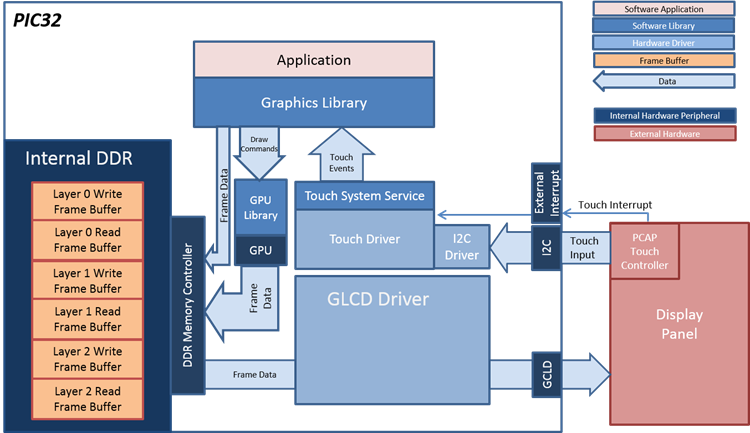 PIC32
Application
Graphics Library
Draw
Commands
Touch
Events
Frame Data
GPU
Library
GPU
Frame
Data
Touch System Service
Touch Driver
I2C
Driver
External
Interrupt
Touch Interrupt
I2C
Touch
Input
PCAP
Touch
Controller
Display
Panel
Internal DDR
Layer 0 Write
Frame Buffer
Layer 0 Read
Frame Buffer
Layer 1 Write
Frame Buffer
Layer 1 Read
Frame Buffer
Layer 2 Write
Frame Buffer
Layer 2 Read
Frame Buffer
DDR Memory Controller
Frame Data
GLCD Driver
GCLD
Software Application
Software Library
Hardware Driver
Frame Buffer
Data
Internal Hardware Peripheral
External Hardware